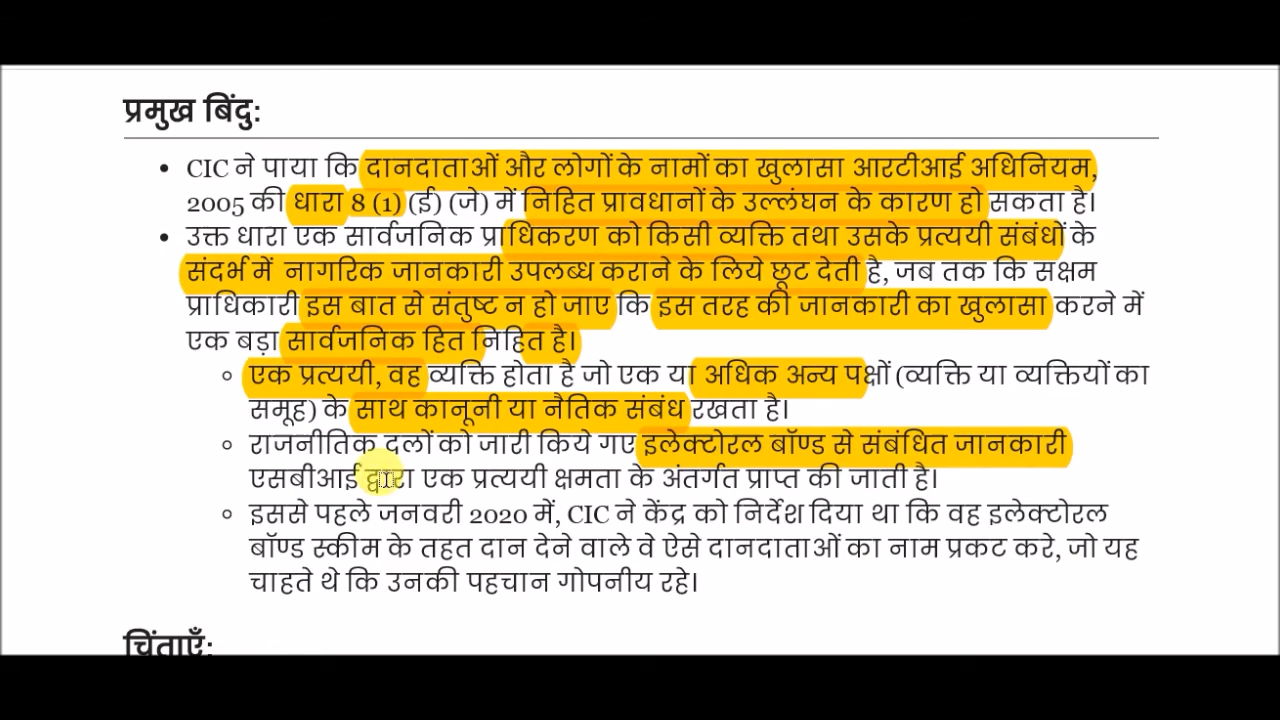 प्रमुख बिंदु:
• CIC ने पाया कि दानदाताओं और लोगों के नामों का खुलासा आरटीआई अधिनियम,
2005 की धारा 8 (1) (ई) (जे) में निहित प्रावधानों के उल्लंघन के कारण हो सकता है।
• उक्त धारा एक सार्वजनिक प्राधिकरण को किसी व्यक्ति तथा उसके प्रत्ययी संबंधों के
संदर्भ में नागरिक जानकारी उपलब्ध कराने के लिये छूट देती है, जब तक कि सक्षम
प्राधिकारी इस बात से संतुष्ट न हो जाए कि इस तरह की जानकारी का खुलासा करने में
एक बड़ा सार्वजनिक हित निहित है।
◦ एक प्रत्ययी, वह व्यक्ति होता है जो एक या अधिक अन्य पक्षों (व्यक्ति या व्यक्तियों का
समूह) के साथ कानूनी या नैतिक संबंध रखता है।
◦ राजनीतिक दलों को जारी किये गए इलेक्टोरल बॉण्ड से संबंधित जानकारी
एसबीआई द्वारा एक प्रत्ययी क्षमता के अंतर्गत प्राप्त की जाती है।
◦ इससे पहले जनवरी 2020 में, CIC ने केंद्र को निर्देश दिया था कि वह इलेक्टोरल
बॉण्ड स्कीम के तहत दान देने वाले वे ऐसे दानदाताओं का नाम प्रकट करे, जो यह
चाहते थे कि उनकी पहचान गोपनीय रहे।
चिंताएँ: